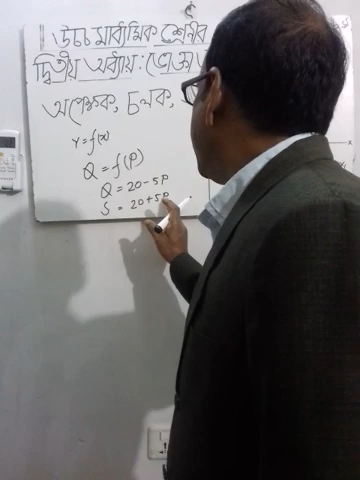 উচ্চ মাধ্যমিক শ্রেণীর
দ্বিতীয় অধ্যায়: ভোক্তা
অপেক্ষক, চলক,
Y = f(x)
Q = f(P)
Q = 20 - 5P
S = 20 + 5P